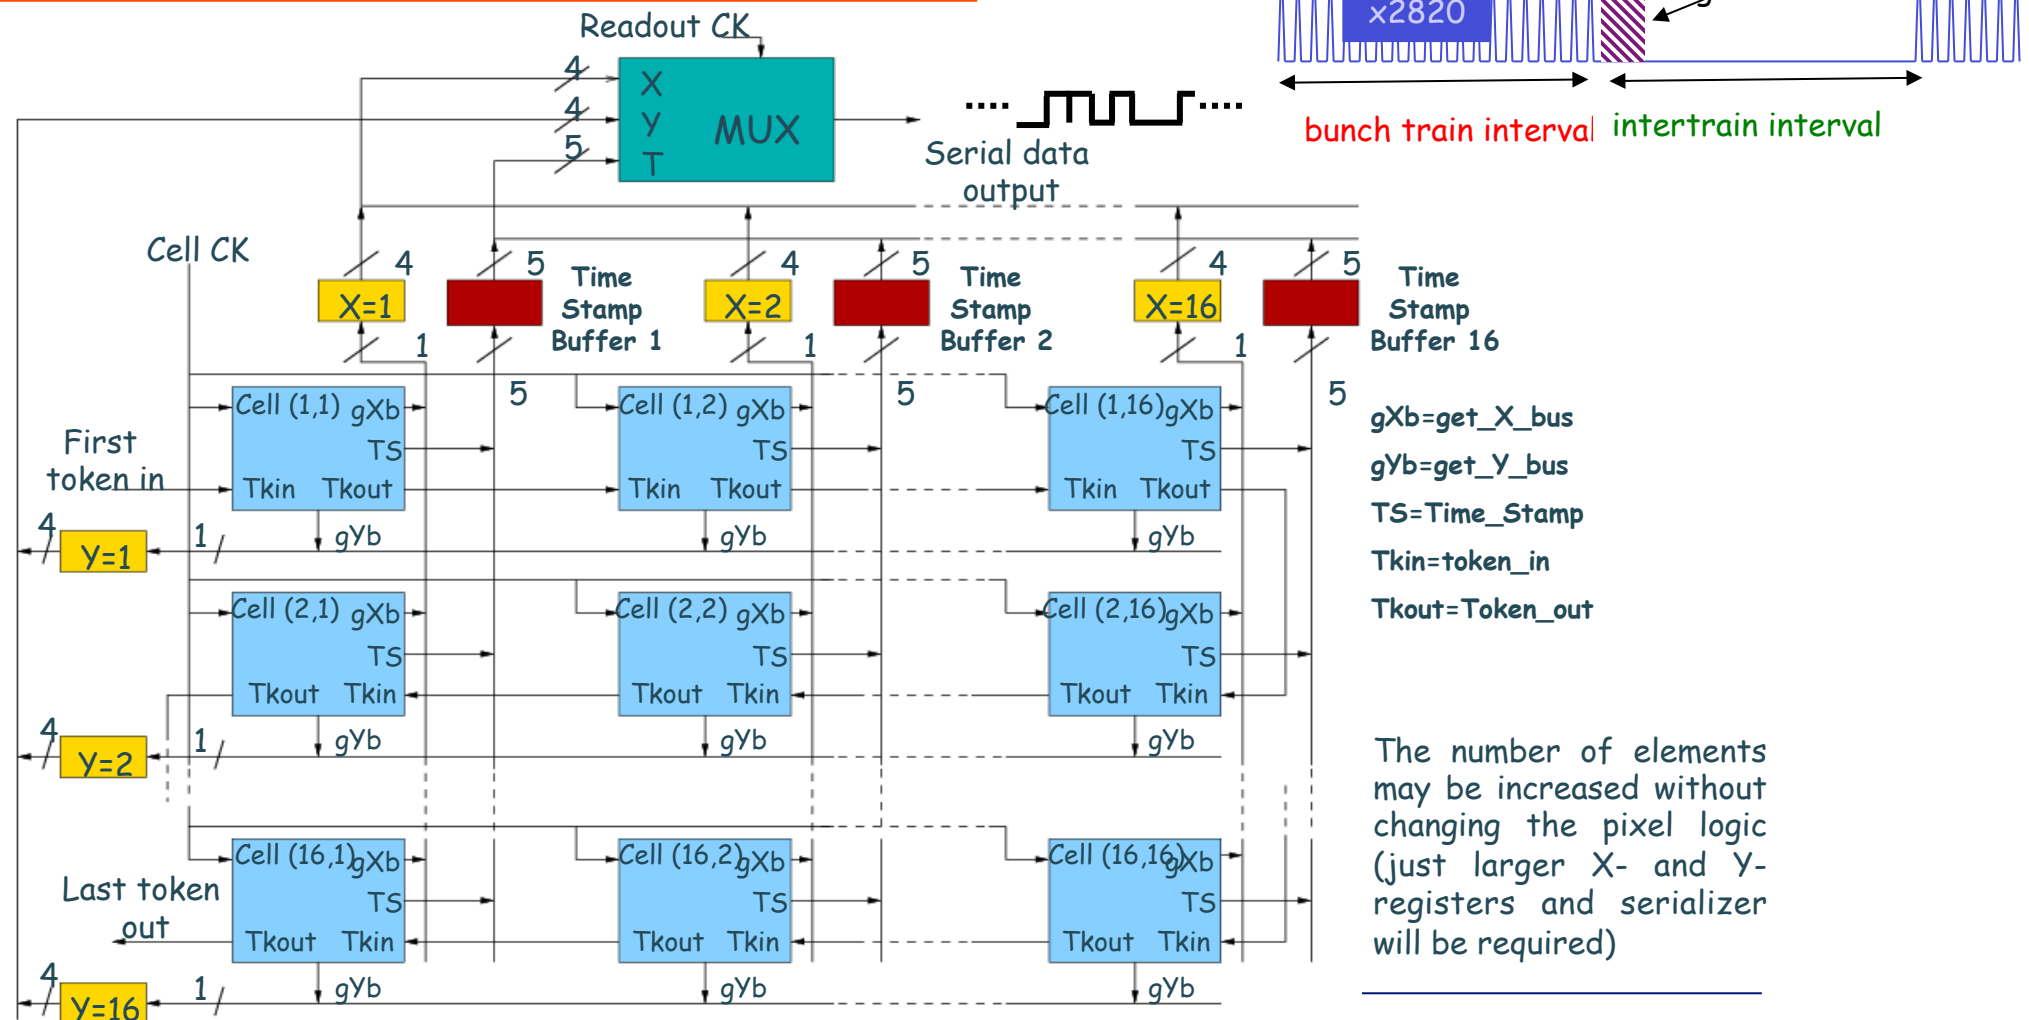 Readout CK
x2820
4
X
4
y
MUX
5
T
bunch train interval
intertrain interval
Serial data
output
Cell CK
4
5
4
5
4
5
Time
Stamp
Buffer 1
Time
Stamp
Buffer 2
Time
Stamp
Buffer 16
X=1
X=2
X=16
1
1
1
5
5
5
Cell (1,1) gXb
TS
Tkin Tkout
Cell (1,2) gXb
TS
Tkin Tkout
Cell (1,16) gXb
TS
Tkin Tkout
First
token in
gXb=get_X_bus
gYb=get_Y_bus
TS=Time_Stamp
Tkin=token_in
Tkout=Token_out
4
Y=1
1
gYb
gYb
gYb
Cell (2,1) gXb
TS
Tkout Tkin
Cell (2,2) gXb
TS
Tkout Tkin
Cell (2,16) gXb
TS
Tkout Tkin
4
Y=2
1
gYb
gYb
gYb
The number of elements
may be increased without
changing the pixel logic
(just larger X- and Y-
registers and serializer
will be required)
Cell (16,1) gXb
TS
Tkout Tkin
Cell (16,2) gXb
TS
Tkout Tkin
Cell (16,16) gXb
TS
Tkout Tkin
Last token
out
4
Y=16
1
gYb
gYb
gYb